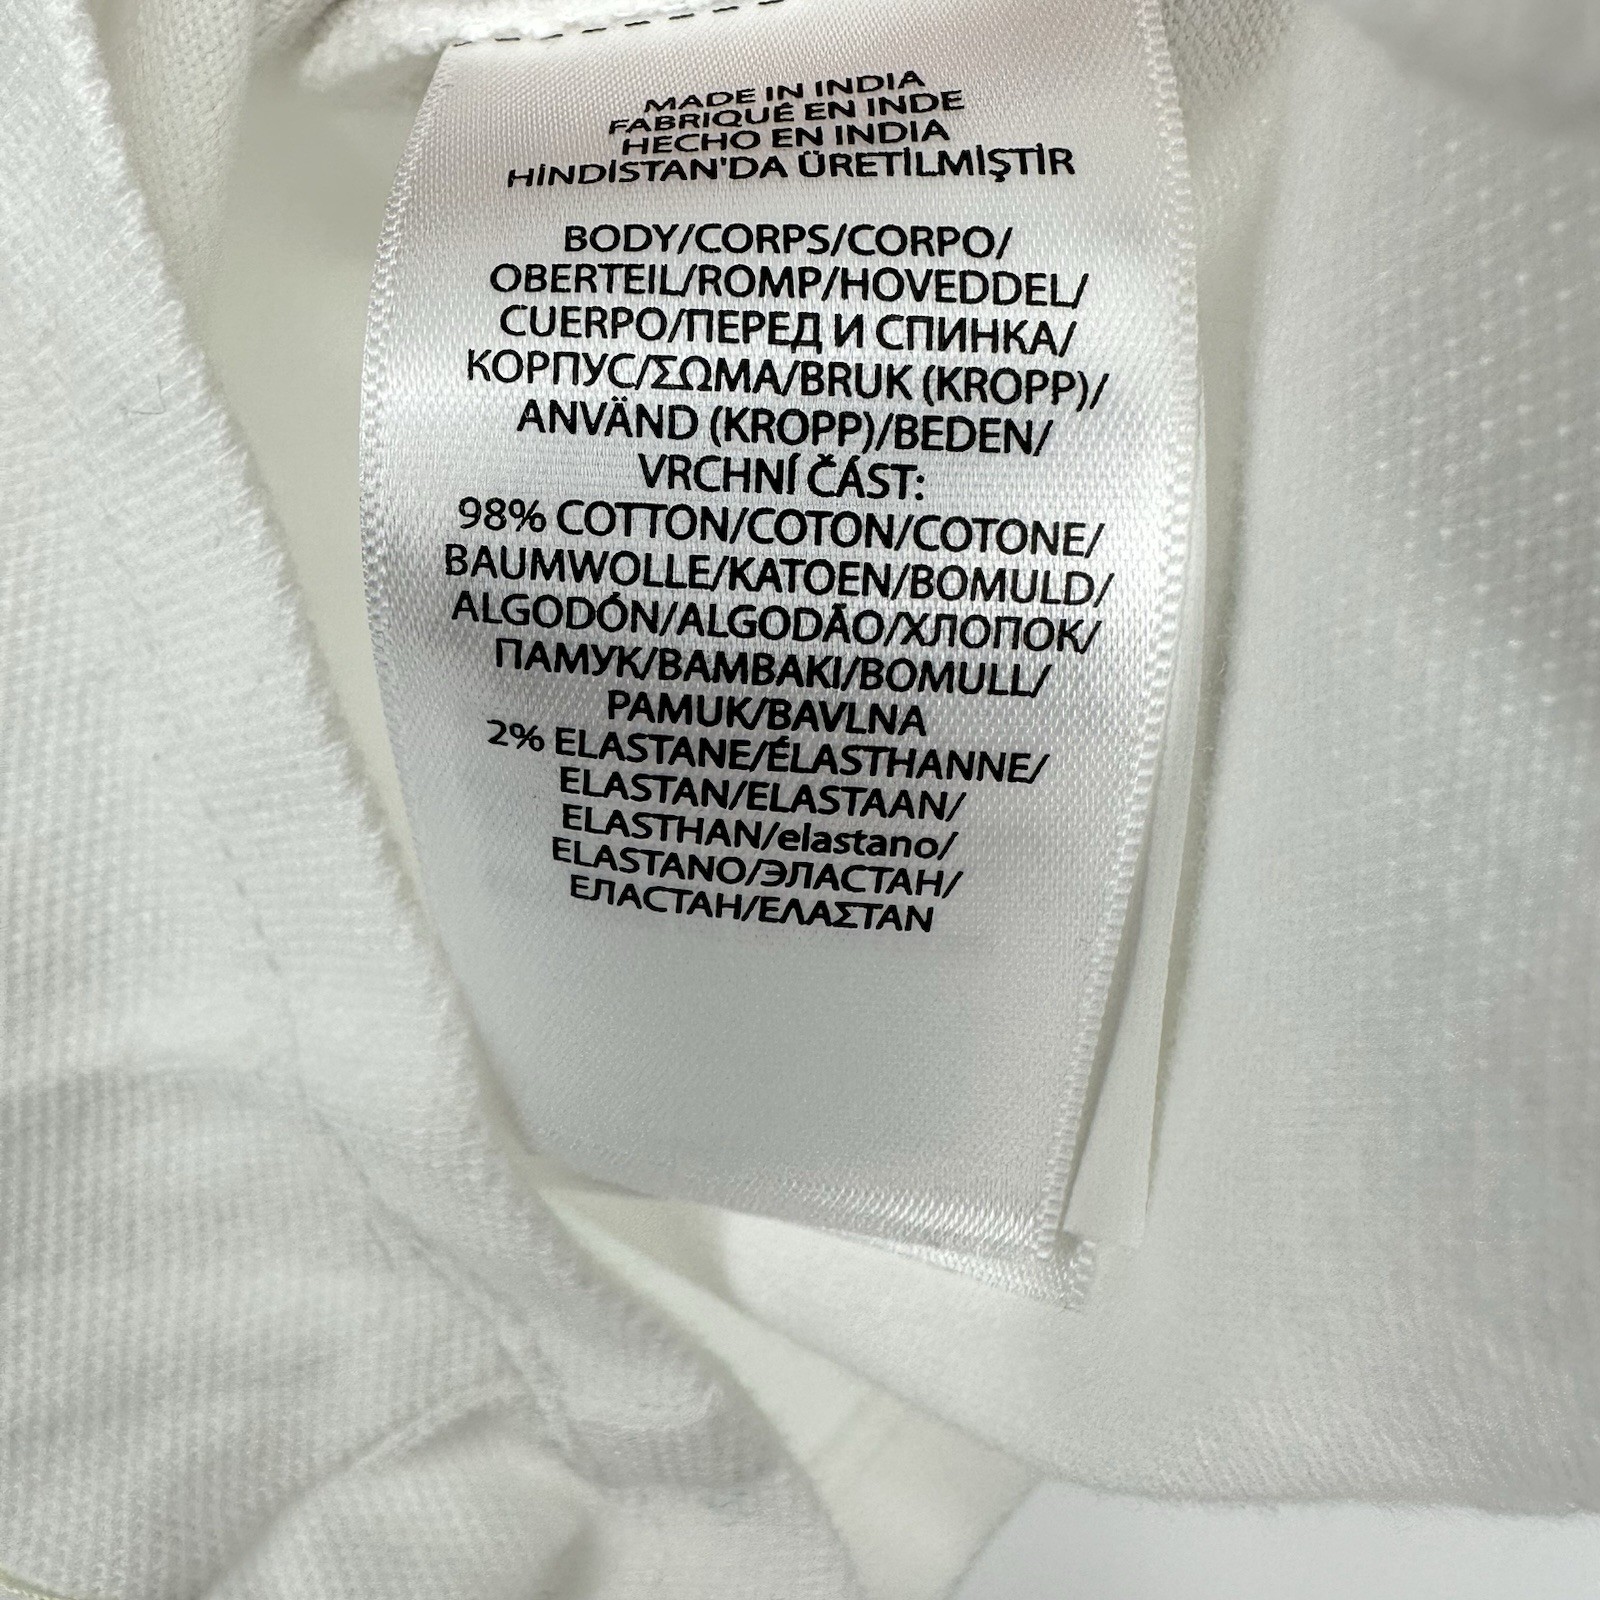 MADE IN INDIA
FABRIQUÉ EN INDE
HECHO EN INDIA
HİNDİSTAN'DA ÜRETİLMİŞTİR
BODY/CORPS/CORPO/
OBERTEIL/ROMP/HOVEDDEL/
CUERPO/ПЕРЕД И СПИНКА/
КОРПУС/ΣΩΜΑ/BRUK (KROPP)/
ANVÄND (KROPP)/BEDEN/
VRCHNÍ ČÁST:
98% COTTON/COTON/COTONE/
BAUMWOLLE/KATOEN/BOMULD/
ALGODÓN/ALGODÃO/ХЛОПОК/
ПАМУК/BAMBAKI/BOMULL/
PAMUK/BAVLNA
2% ELASTANE/ÉLASTHANNE/
ELASTAN/ELASTAAN/
ELASTHAN/elastano/
ELASTANO/ЭЛАСТАН/
ЕЛАСТАН/ΕΛΑΣΤΑΝ